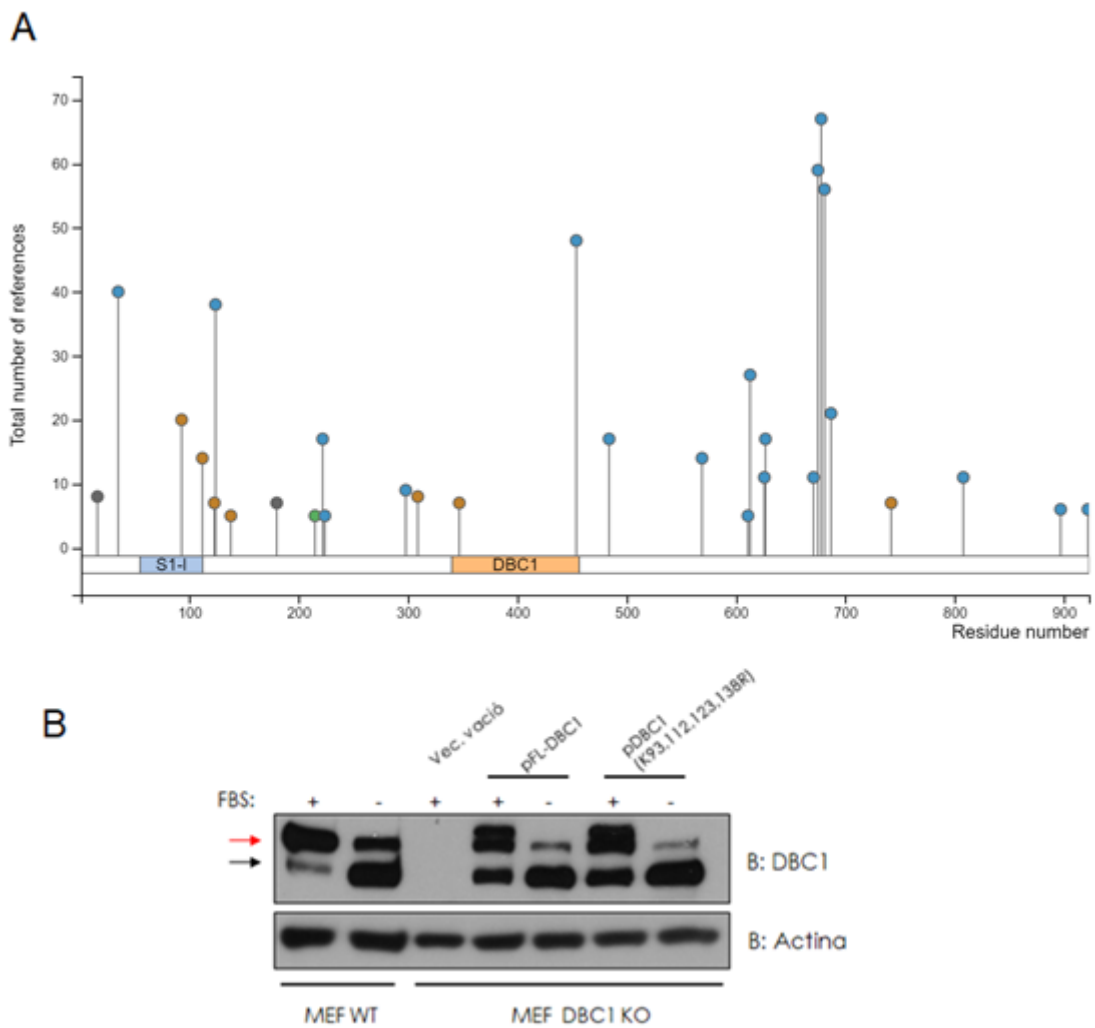 A
Total number of references
70
60
50
40
30
20
10
0
S1-I
DBC1
100 200 300 400 500 600 700 800 900
Residue number
B
Vec. vació
pFL-DBC1
pDBC1
(K93,112,123,138R)
FBS: + - + + - + -
B: DBC1
B: Actina
MEF WT
MEF DBC1 KO